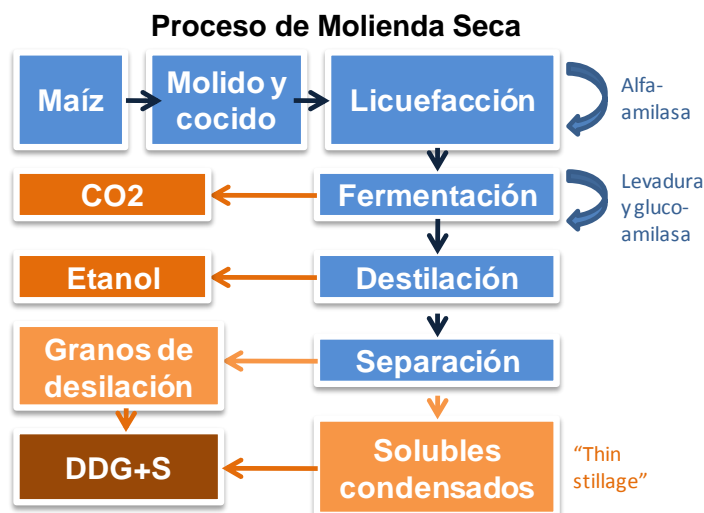 Proceso de Molienda Seca
Maíz
Molido y
cocido
Licuefacción
Alfa-
amilasa
CO2
Fermentación
Levadura
y gluco-
amilasa
Etanol
Destilación
Granos de
desilación
Separación
DDG+S
Solubles
condensados
“Thin
stillage”